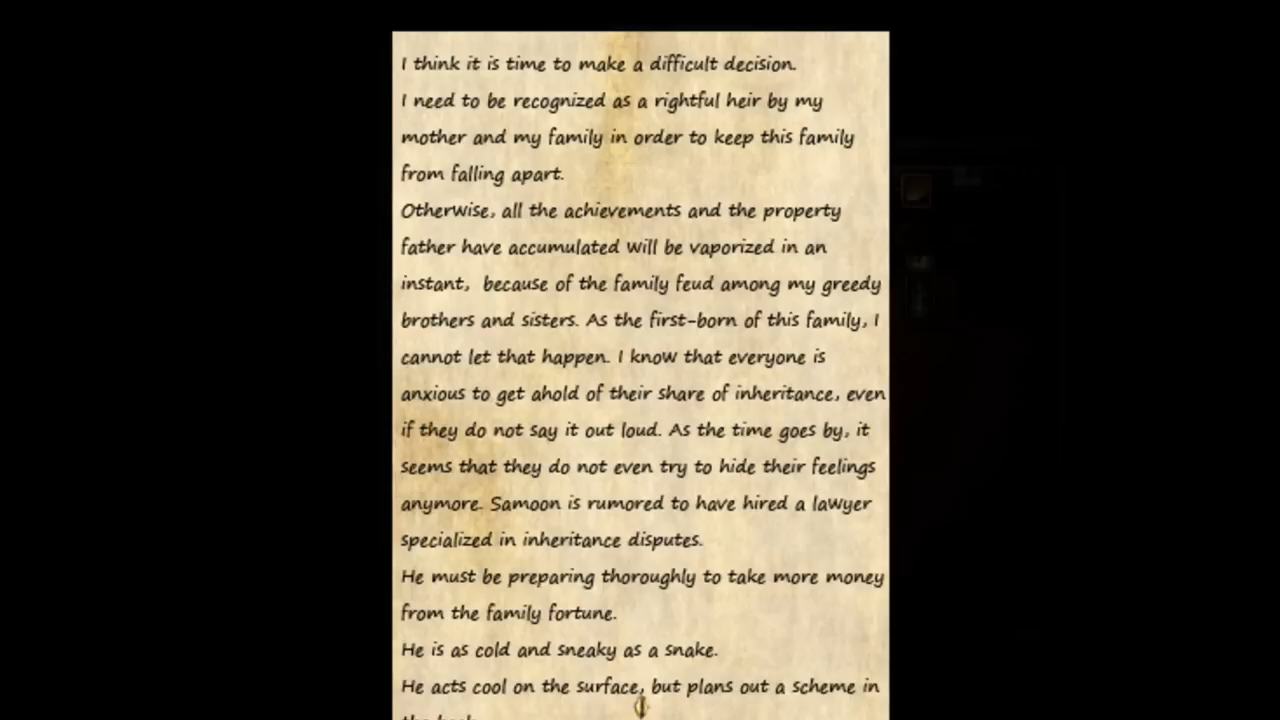 I think it is time to make a difficult decision.
I need to be recognized as a rightful heir by my
mother and my family in order to keep this family
from falling apart.
Otherwise, all the achievements and the property
father have accumulated will be vaporized in an
instant,  because of the family feud among my greedy
brothers and sisters. As the first-born of this family, I
cannot let that happen. I know that everyone is
anxious to get ahold of their share of inheritance, even
if they do not say it out loud. As the time goes by, it
seems that they do not even try to hide their feelings
anymore. Samoon is rumored to have hired a lawyer
specialized in inheritance disputes.
He must be preparing thoroughly to take more money
from the family fortune.
He is as cold and sneaky as a snake.
He acts cool on the surface, but plans out a scheme in